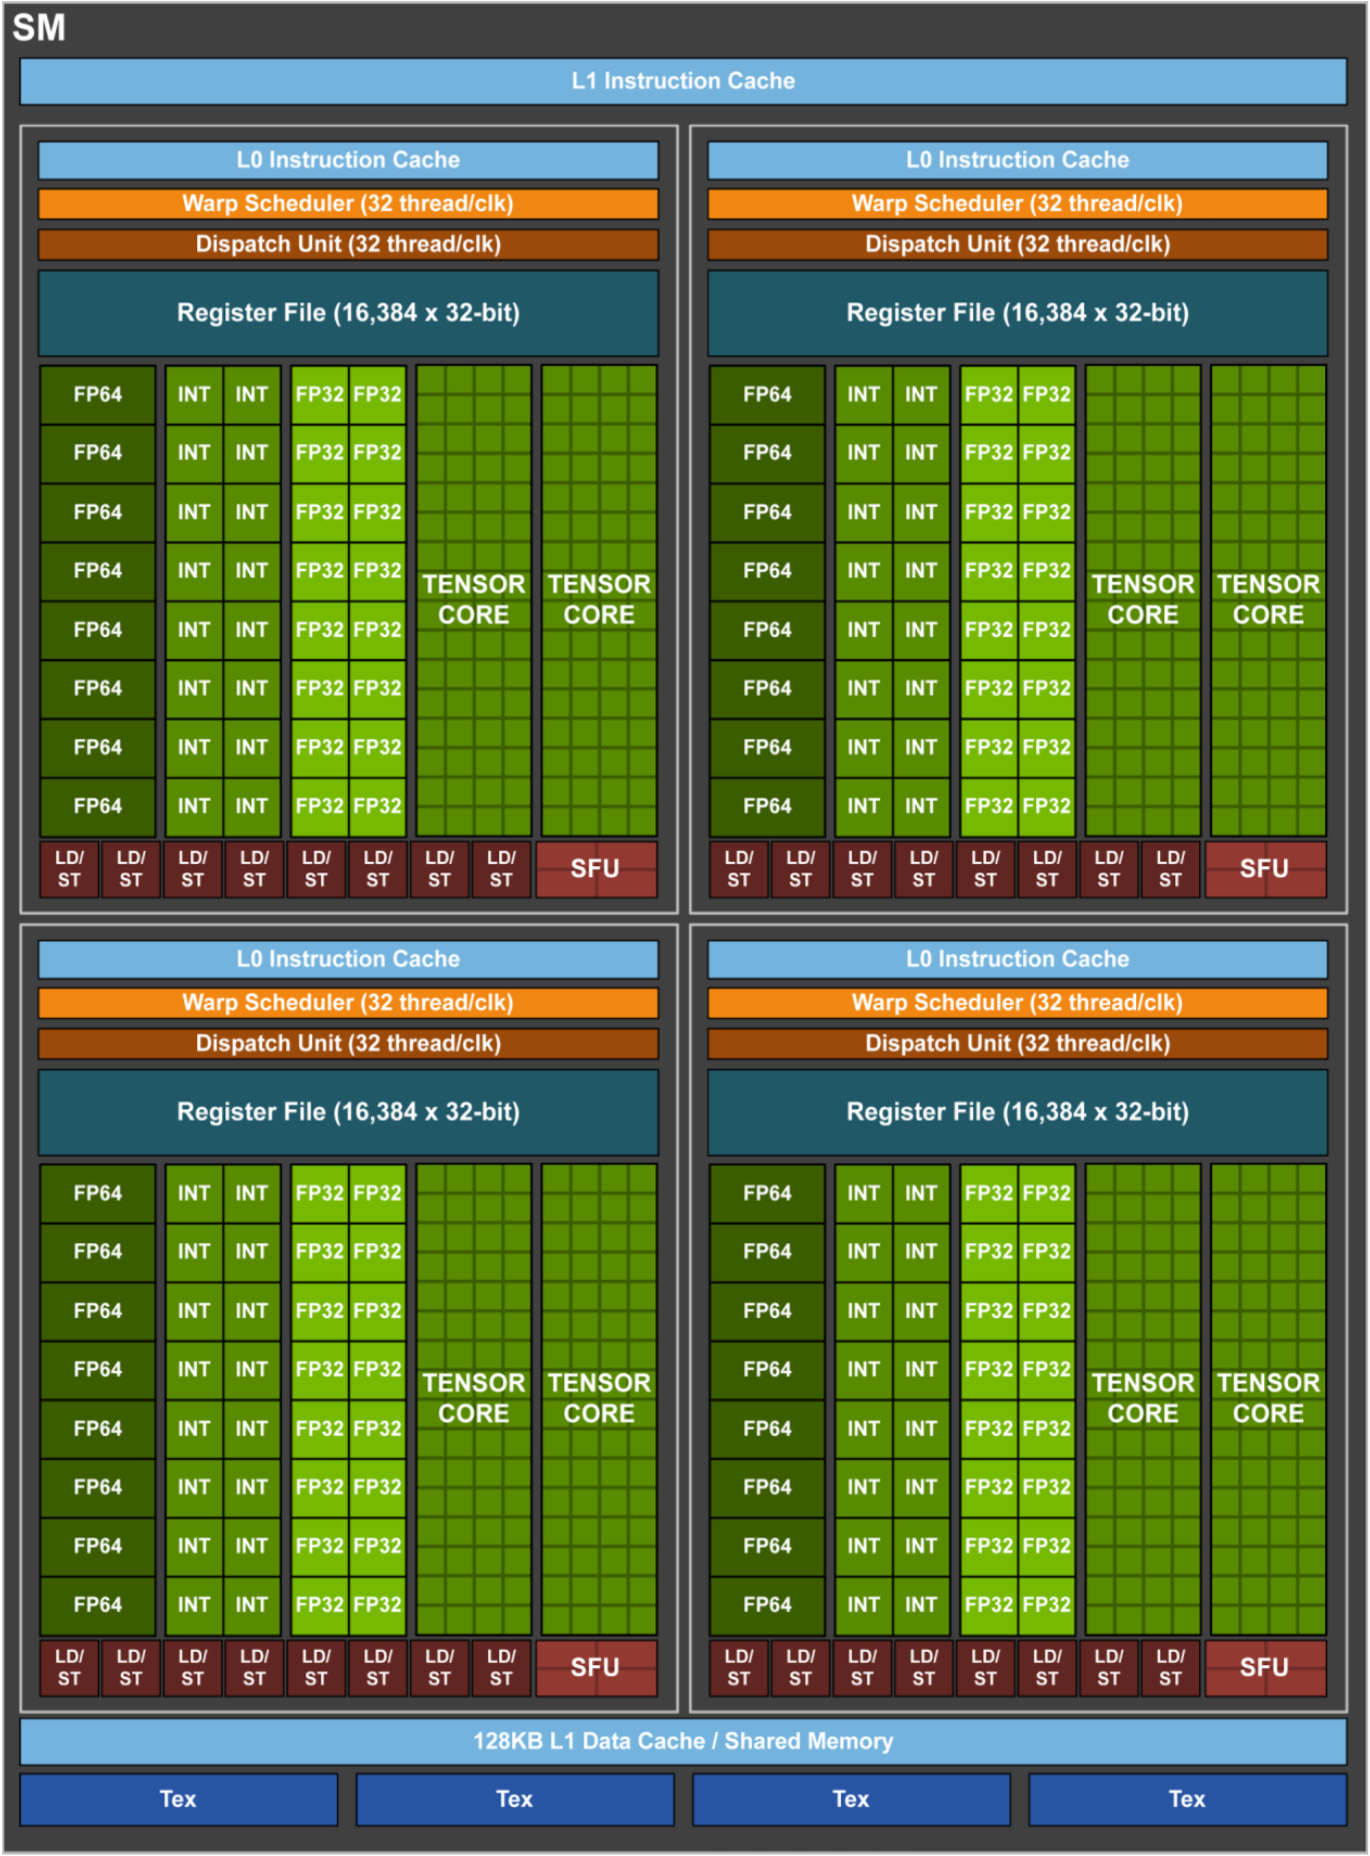 SM
L1 Instruction Cache
L0 Instruction Cache
Warp Scheduler (32 thread/clk)
Dispatch Unit (32 thread/clk)
Register File (16,384 x 32-bit)
FP64 INT INT FP32 FP32
FP64 INT INT FP32 FP32
FP64 INT INT FP32 FP32
FP64 INT INT FP32 FP32
FP64 INT INT FP32 FP32
FP64 INT INT FP32 FP32
FP64 INT INT FP32 FP32
FP64 INT INT FP32 FP32
TENSOR TENSOR
CORE CORE
LD/ LD/ LD/ LD/ LD/ LD/ LD/ LD/
ST ST ST ST ST ST ST ST
SFU
L0 Instruction Cache
Warp Scheduler (32 thread/clk)
Dispatch Unit (32 thread/clk)
Register File (16,384 x 32-bit)
FP64 INT INT FP32 FP32
FP64 INT INT FP32 FP32
FP64 INT INT FP32 FP32
FP64 INT INT FP32 FP32
FP64 INT INT FP32 FP32
FP64 INT INT FP32 FP32
FP64 INT INT FP32 FP32
FP64 INT INT FP32 FP32
TENSOR TENSOR
CORE CORE
LD/ LD/ LD/ LD/ LD/ LD/ LD/ LD/
ST ST ST ST ST ST ST ST
SFU
L0 Instruction Cache
Warp Scheduler (32 thread/clk)
Dispatch Unit (32 thread/clk)
Register File (16,384 x 32-bit)
FP64 INT INT FP32 FP32
FP64 INT INT FP32 FP32
FP64 INT INT FP32 FP32
FP64 INT INT FP32 FP32
FP64 INT INT FP32 FP32
FP64 INT INT FP32 FP32
FP64 INT INT FP32 FP32
FP64 INT INT FP32 FP32
TENSOR TENSOR
CORE CORE
LD/ LD/ LD/ LD/ LD/ LD/ LD/ LD/
ST ST ST ST ST ST ST ST
SFU
L0 Instruction Cache
Warp Scheduler (32 thread/clk)
Dispatch Unit (32 thread/clk)
Register File (16,384 x 32-bit)
FP64 INT INT FP32 FP32
FP64 INT INT FP32 FP32
FP64 INT INT FP32 FP32
FP64 INT INT FP32 FP32
FP64 INT INT FP32 FP32
FP64 INT INT FP32 FP32
FP64 INT INT FP32 FP32
FP64 INT INT FP32 FP32
TENSOR TENSOR
CORE CORE
LD/ LD/ LD/ LD/ LD/ LD/ LD/ LD/
ST ST ST ST ST ST ST ST
SFU
128KB L1 Data Cache / Shared Memory
Tex Tex Tex Tex